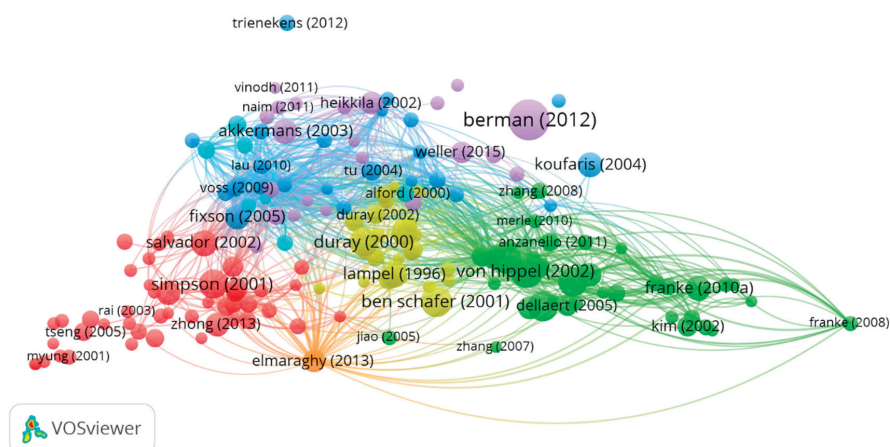 trienekens (2012)
vinodh (2011)
naim (2011)
heikkila (2002)
berman (2012)
akkermans (2003)
weller (2015)
lau (2010)
tu (2004)
koufaris (2004)
voss (2009)
alford (2000)
zhang (2008)
fixson (2005)
duray (2002)
merle (2010)
salvador (2002)
duray (2000)
anzanello (2011)
simpson (2001)
lampel (1996)
von hippel (2002)
franke (2010a)
ben schafer (2001)
dellaert (2005)
rai (2003)
tseng (2005)
zhong (2013)
kim (2002)
franke (2008)
jiao (2005)
myung (2001)
elmaraghy (2013)
zhang (2007)
VOSviewer